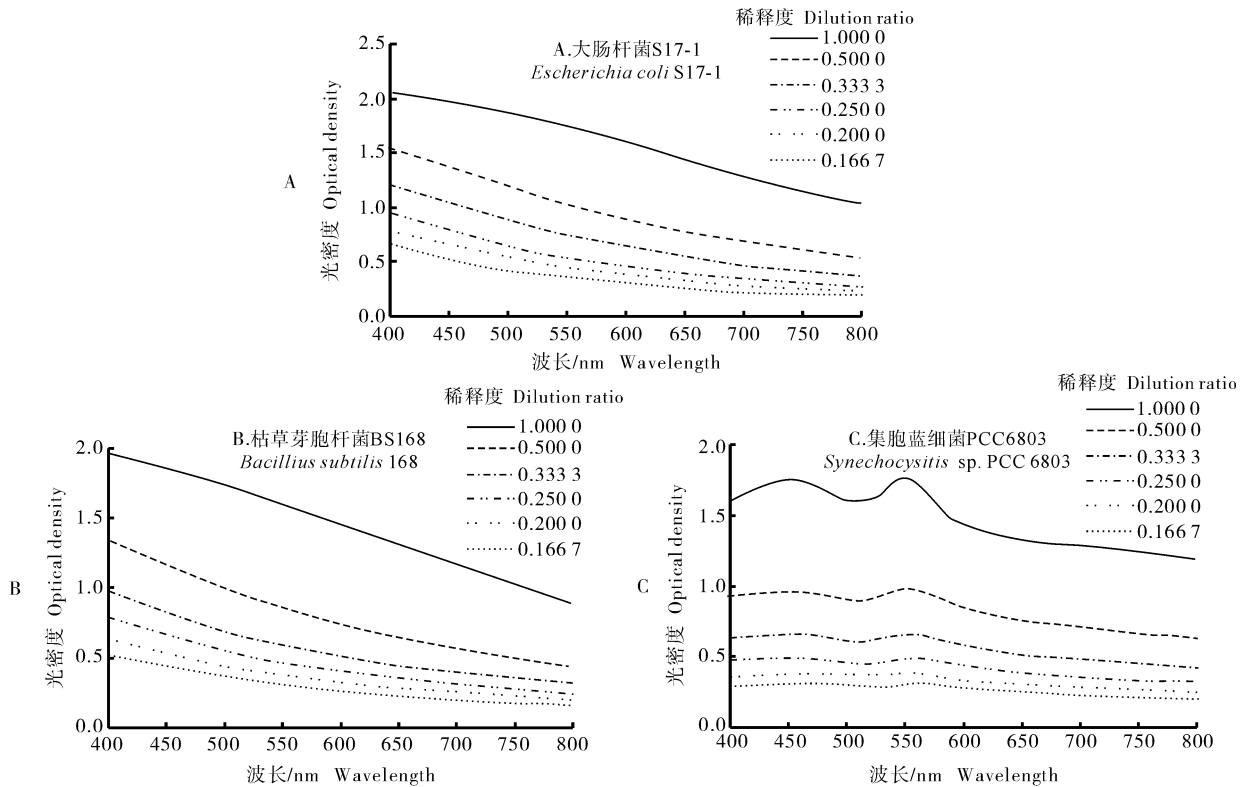 稀释度 Dilution ratio
1.000 0
0.500 0
0.333 3
0.250 0
0.200 0
0.166 7
A.大肠杆菌S17-1
Escherichia coli S17-1
A
光密度 Optical density
2.5
2.0
1.5
1.0
0.5
0.0
400 450 500 550 600 650 700 750 800
波长/nm Wavelength
稀释度 Dilution ratio
1.000 0
0.500 0
0.333 3
0.250 0
0.200 0
0.166 7
B.枯草芽胞杆菌BS168
Bacillius subtilis 168
B
光密度 Optical density
2.0
1.5
1.0
0.5
0.0
400 450 500 550 600 650 700 750 800
波长/nm Wavelength
稀释度 Dilution ratio
1.000 0
0.500 0
0.333 3
0.250 0
0.200 0
0.166 7
C.集胞蓝细菌PCC6803
Synechocysitis sp. PCC 6803
C
光密度 Optical density
2.0
1.5
1.0
0.5
0.0
400 450 500 550 600 650 700 750 800
波长/nm Wavelength